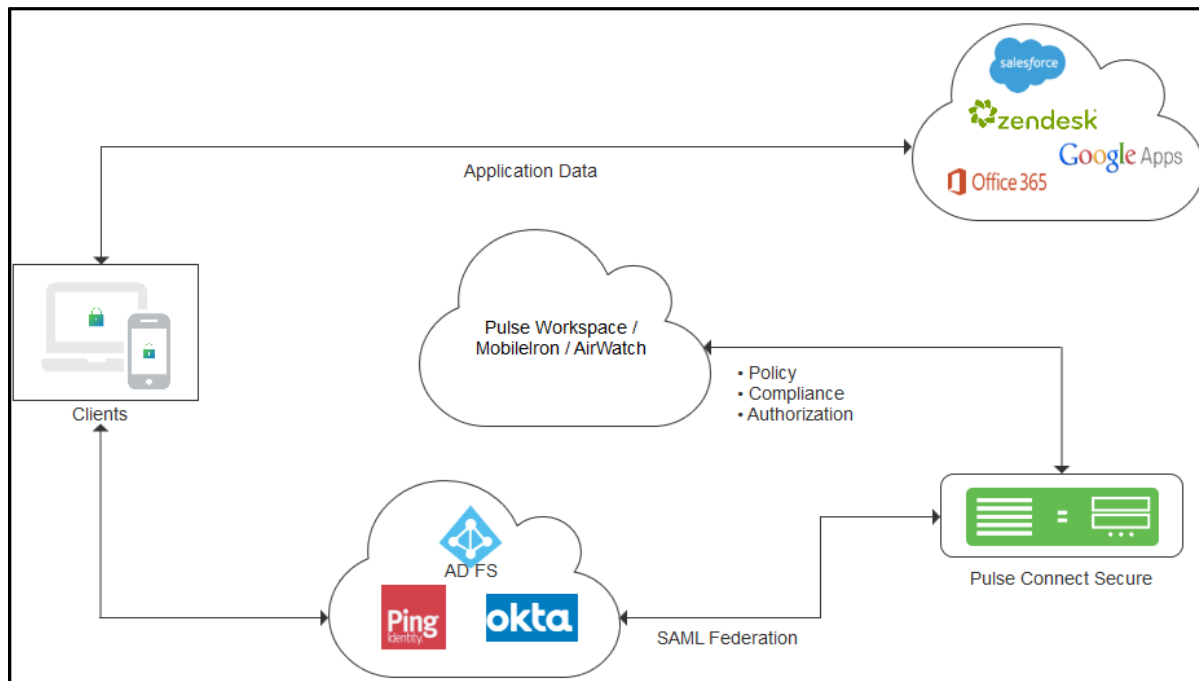 salesforce
zendesk
Google Apps
Office 365
Application Data
Pulse Workspace /
MobileIron / AirWatch
• Policy
• Compliance
• Authorization
Clients
AD FS
Ping
Identity.
okta
SAML Federation
Pulse Connect Secure